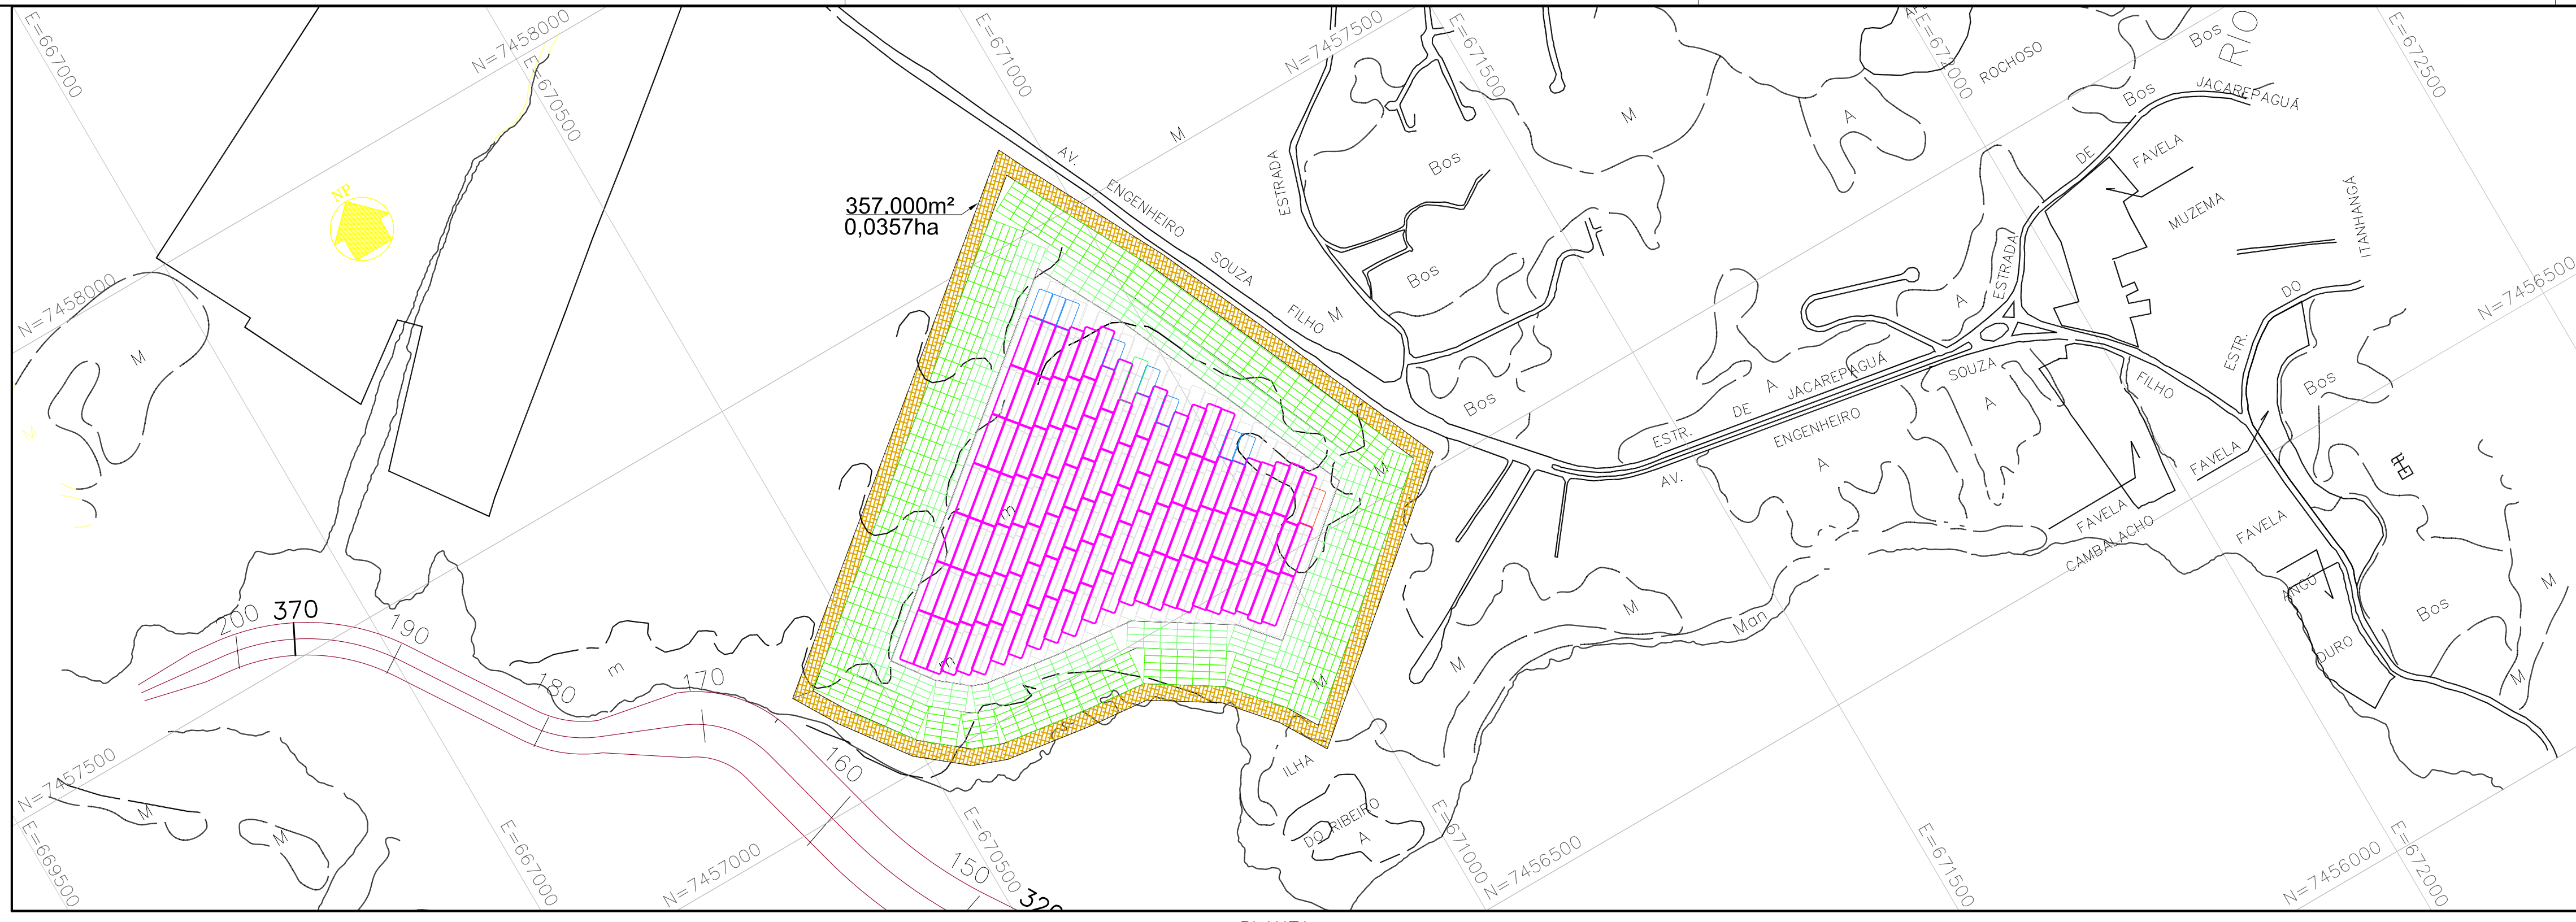 E=667000
N=7458000
E=670500
E=671000
N=7457500
E=671500
E=672000
ROCHOSO
Bos
RIO
E=672500
Bos
JACAREPAGUÁ
NP
357.000m²
0,0357ha
AV.
ENGENHEIRO
SOUZA
FILHO
M
M
ESTRADA
Bos
Bos
Bos
M
A
DE
FAVELA
MUZEMA
ITANHANGÁ
ESTRADA
A
DO
N=7456500
ESTR.
N=7458000
M
M
ESTR.
DE
A
JACAREPAGUÁ
AV.
ENGENHEIRO
SOUZA
FILHO
A
A
Bos
FAVELA
FAVELA
CAMBALACHO
FAVELA
ANGÚ
DURO
Bos
M
M
M
m
m
M
M
M
Man
200
370
190
180
m
170
160
150
320
ILHA
DO RIBEIRO
A
N=7457500
M
M
E=669500
E=667000
N=7457000
E=670500
E=671000
N=7456500
E=671500
N=7456000
E=672000